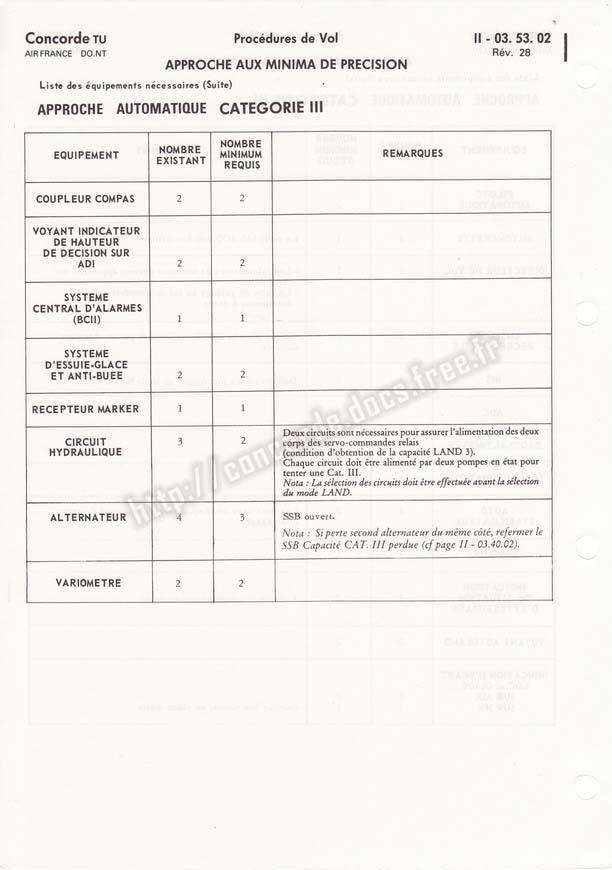 Concorde TU
Procédures de Vol
II - 03. 53. 02
AIR FRANCE DO.NT
Rév. 28
APPROCHE AUX MINIMA DE PRECISION
Liste des équipements nécessaires (Suite)
APPROCHE AUTOMATIQUE CATEGORIE III
EQUIPEMENT
NOMBRE
EXISTANT
NOMBRE
MINIMUM
REQUIS
REMARQUES
COUPLEUR COMPAS 2 2
VOYANT INDICATEUR
DE HAUTEUR
DE DECISION SUR
ADI 2 2
SYSTEME
CENTRAL D'ALARMES
(BCII) 1 1
SYSTEME
D'ESSUIE-GLACE
ET ANTI-BUEE 2 2
RECEPTEUR MARKER 1 1
CIRCUIT
HYDRAULIQUE
3 2
Deux circuits sont nécessaires pour assurer l'alimentation des deux
corps des servo-commandes relais
(condition d'obtention de la capacité LAND 3).
Chaque circuit doit être alimenté par deux pompes en état pour
tenter une Cat. III.
Nota : La sélection des circuits doit être effectuée avant la sélection
du mode LAND.
ALTERNATEUR 4 3 SSB ouvert.
Nota : Si perte second alternateur du même côté, refermer le
SSB Capacité CAT. III perdue (cf page II - 03.40.02).
VARIOMETRE 2 2
http://concorde.docs.free.fr